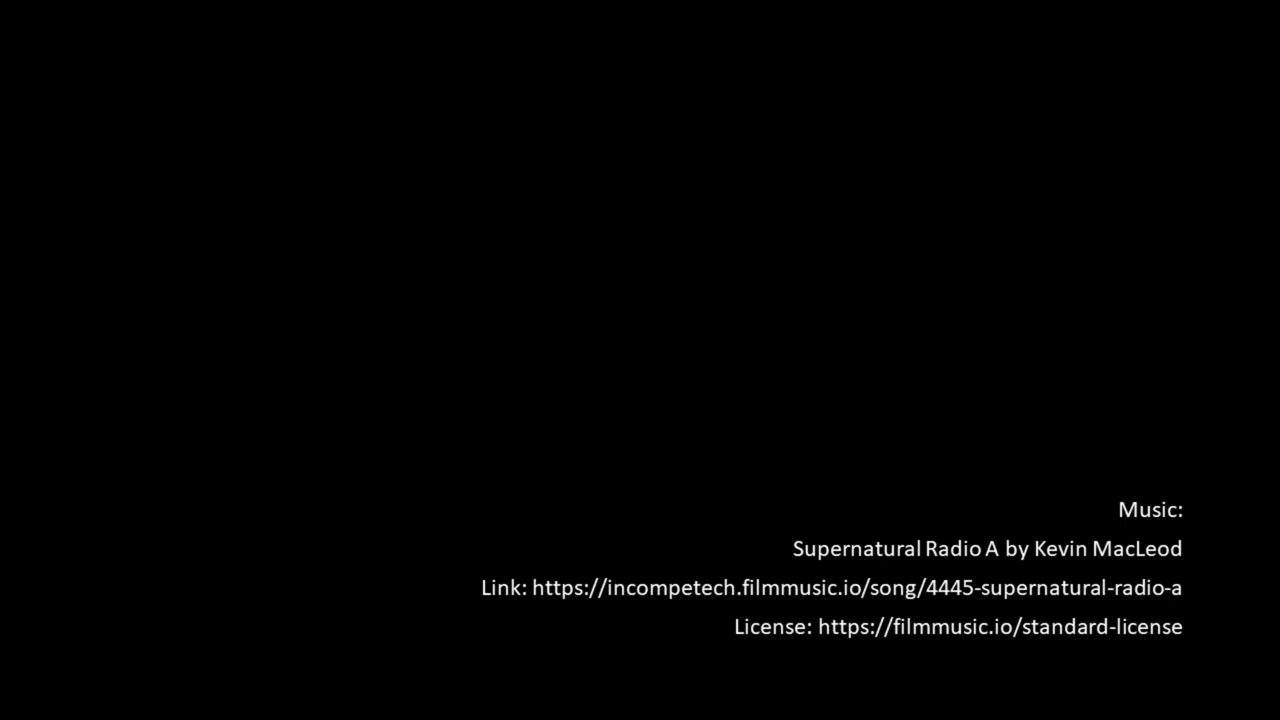 Music:
Supernatural Radio A by Kevin MacLeod
Link: https://incompetech.filmmusic.io/song/4445-supernatural-radio-a
License: https://filmmusic.io/standard-license